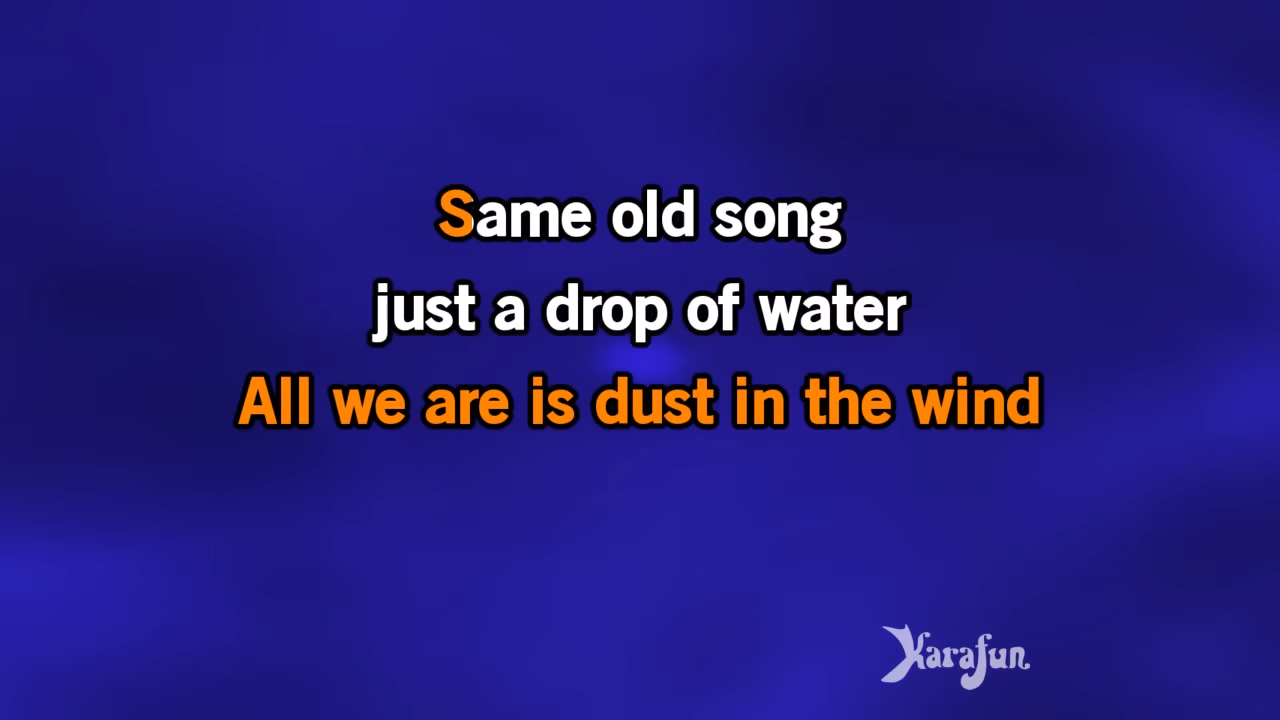 Same old song
just a drop of water
All we are is dust in the wind
Karafun